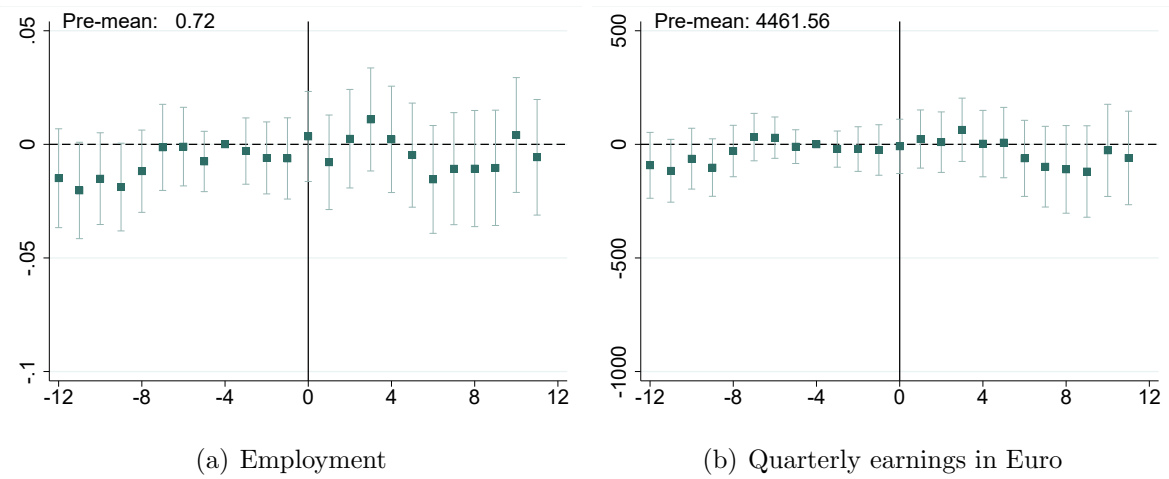 Pre-mean: 0.72
.05
0
-.05
-.1
-12 -8 -4 0 4 8 12
(a) Employment
Pre-mean: 4461.56
500
0
-500
-1000
-12 -8 -4 0 4 8 12
(b) Quarterly earnings in Euro